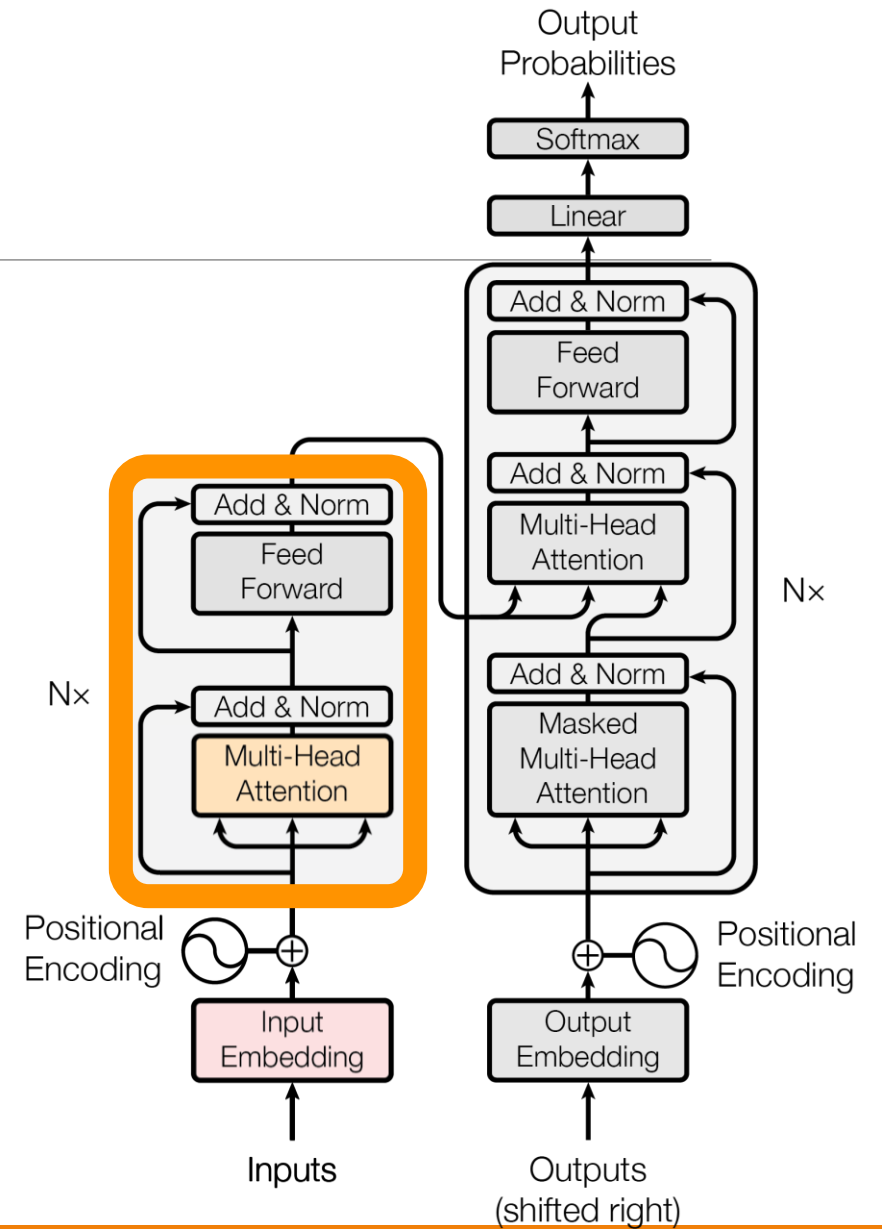 Output
Probabilities
Softmax
Linear
Add & Norm
Feed
Forward
Add & Norm
Multi-Head
Attention
Add & Norm
Masked
Multi-Head
Attention
Nx
Positional
Encoding
Output
Embedding
Outputs
(shifted right)
Add & Norm
Feed
Forward
Add & Norm
Multi-Head
Attention
Nx
Positional
Encoding
Input
Embedding
Inputs